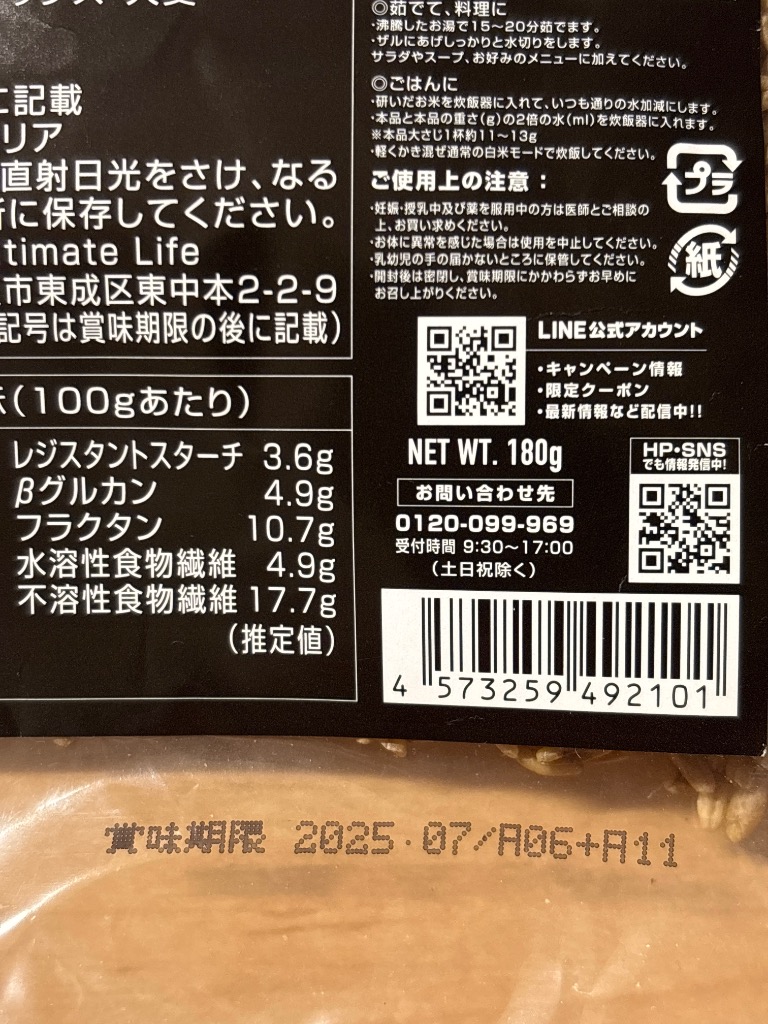 に記載
リア
直射日光をさけ、なる
所に保存してください。
timate Life
市東成区東中本2-2-9
記号は賞味期限の後に記載)
(100gあたり)
レジスタントスターチ 3.6g
βグルカン 4.9g
フラクタン 10.7g
水溶性食物繊維 4.9g
不溶性食物繊維 17.7g
(推定値)
◎茹でて、料理に
・沸騰したお湯で15~20分茹でます。
・ザルにあげしっかりと水切りをします。
サラダやスープ、お好みのメニューに加えてください。
◎ごはんに
・研いだお米を炊飯器に入れて、いつも通りの水加減にします。
・本品と本品の重さ(g)の2倍の水(ml)を炊飯器に入れます。
※本品大さじ1杯約11~13g
・軽くかき混ぜ通常の白米モードで炊飯してください。
プラ
紙
ご使用上の注意:
・妊娠・授乳中及び薬を服用中の方は医師とご相談の
上、お買い求めください。
・お体に異常を感じた場合は使用を中止してください。
・乳幼児の手の届かないところに保管してください。
・開封後は密閉し、賞味期限にかかわらずお早めに
お召し上がりください。
LINE公式アカウント
・キャンペーン情報
・限定クーポン
・最新情報など配信中!!
NET WT. 180g
お問い合わせ先
0120-099-969
受付時間 9:30~17:00
(土日祝除く)
HP・SNS
でも情報発信中!
4 573259 492101
賞味期限 2025.07/A06+A11